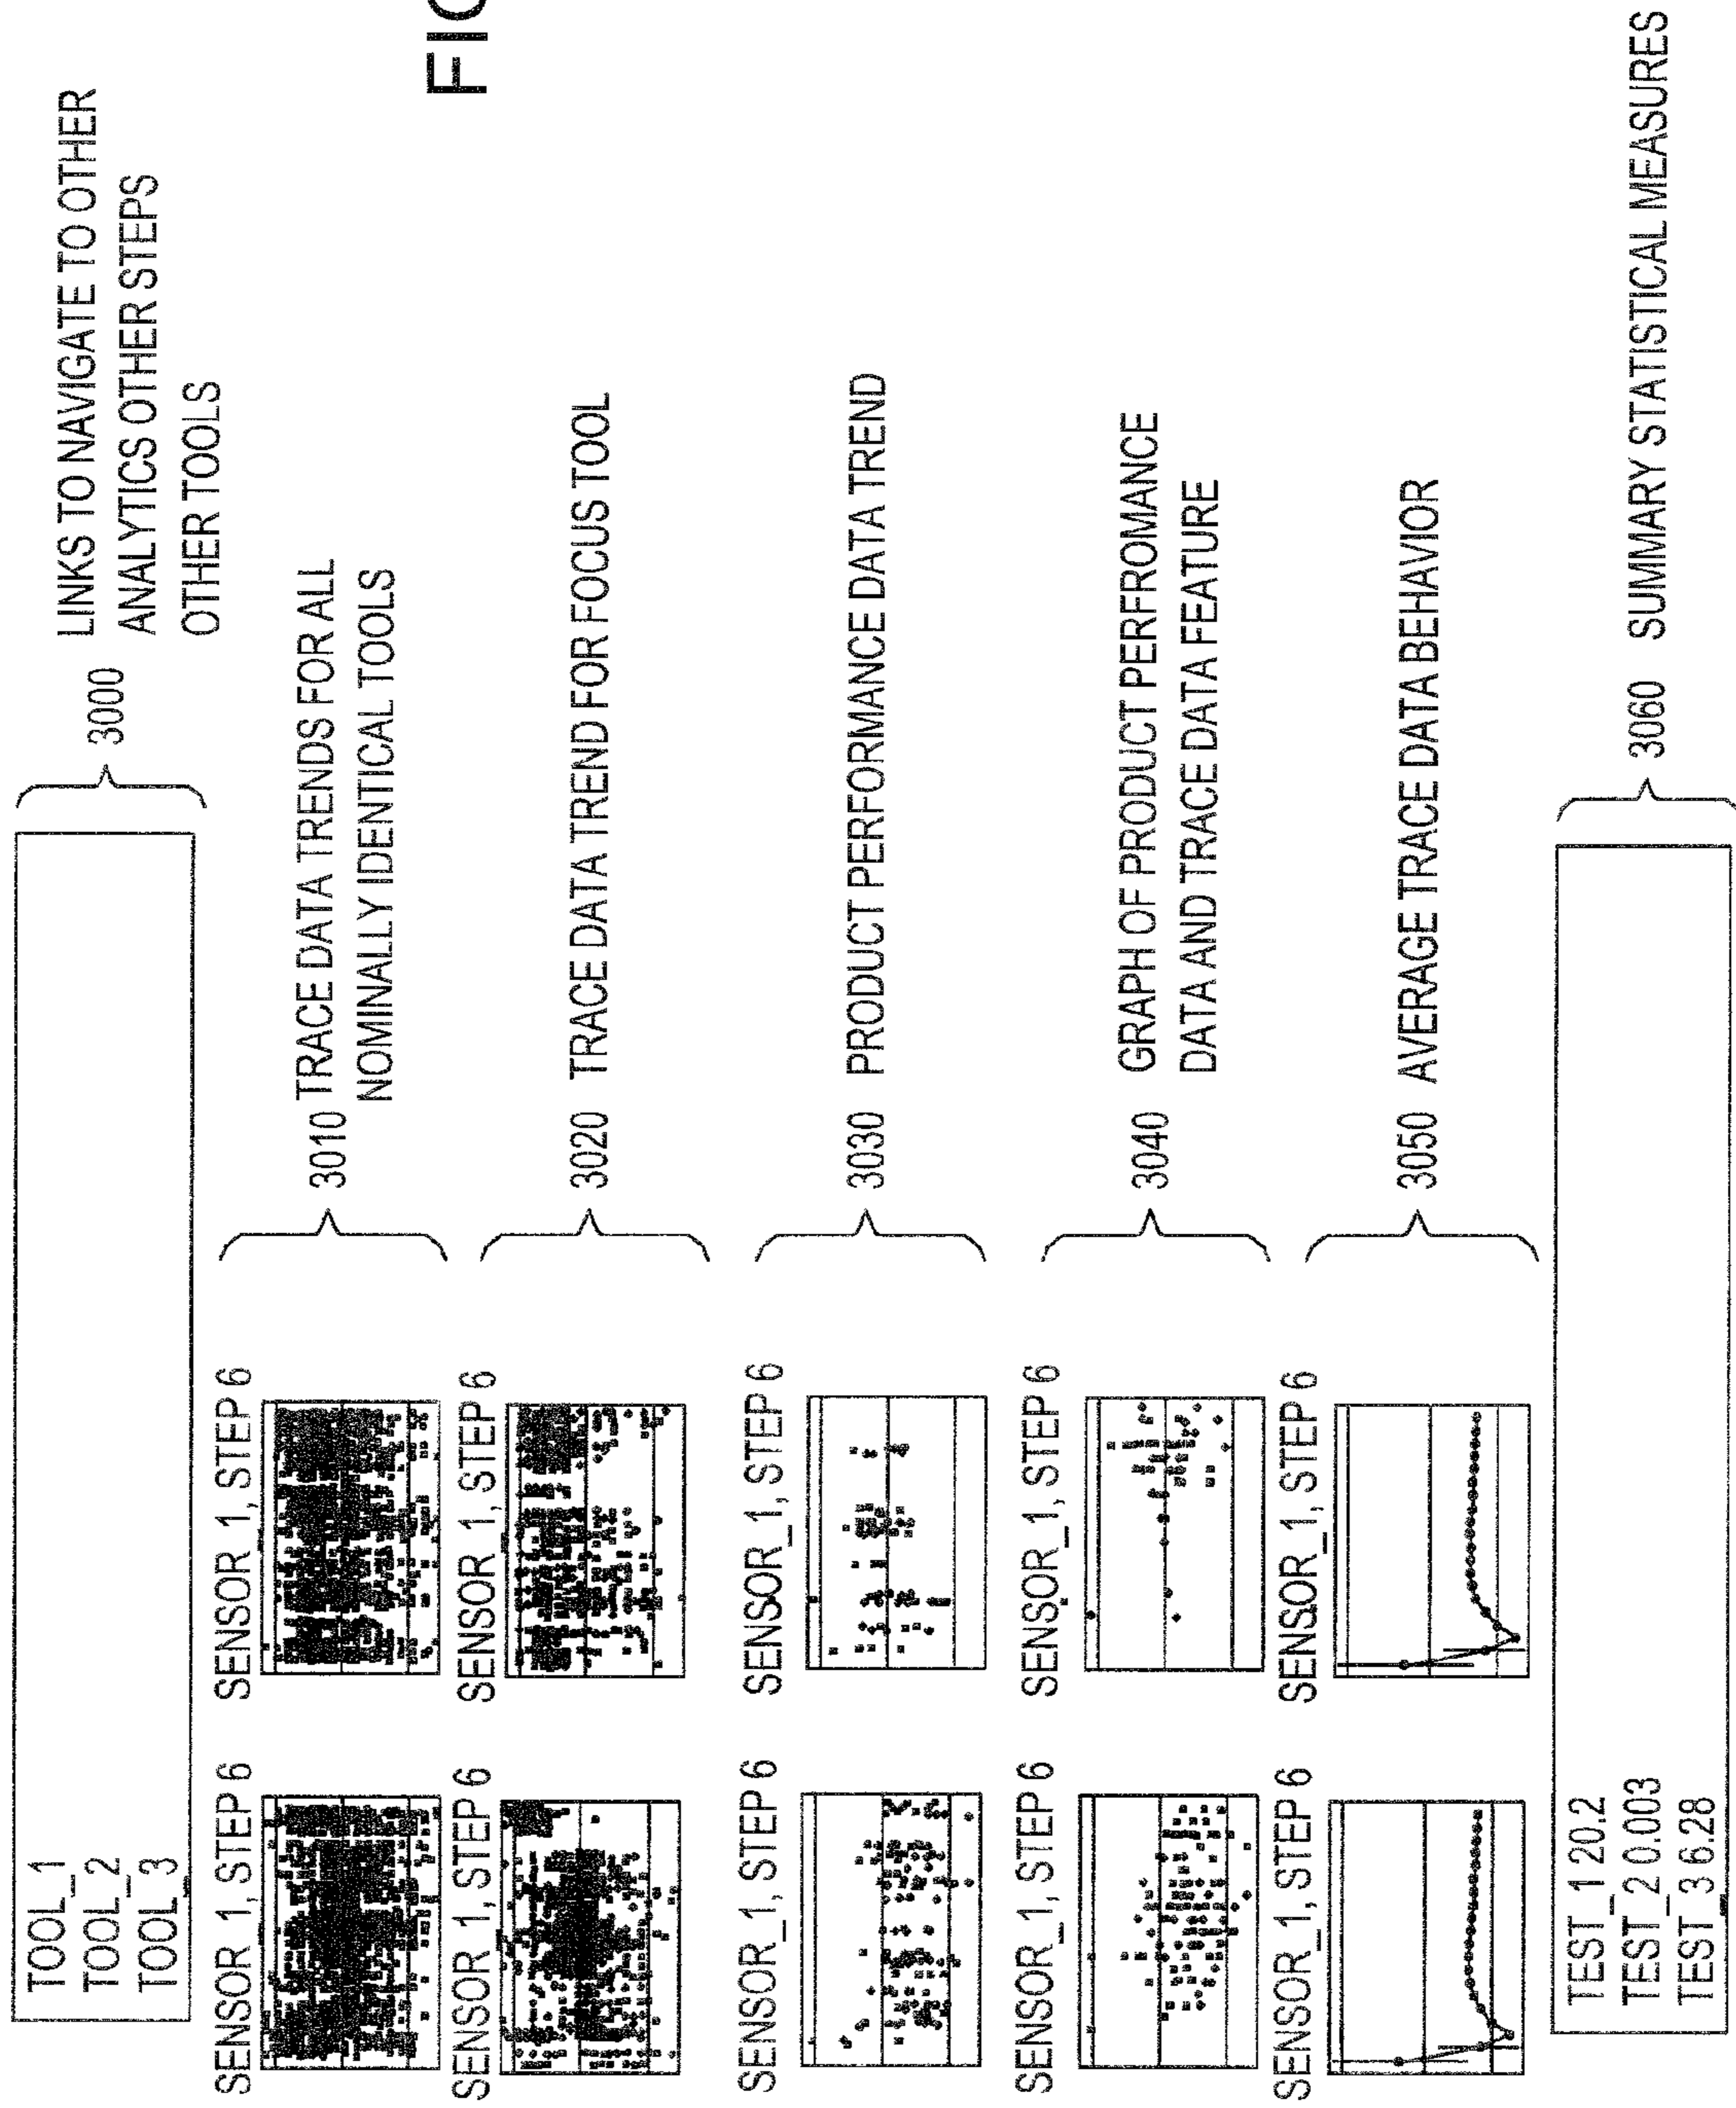 TOOL_1
TOOL_2
TOOL_3
3000
LINKS TO NAVIGATE TO OTHER
ANALYTICS OTHER STEPS
OTHER TOOLS
SENSOR_1, STEP 6
SENSOR_1, STEP 6
3010
TRACE DATA TRENDS FOR ALL
NOMINALLY IDENTICAL TOOLS
SENSOR_1, STEP 6
SENSOR_1, STEP 6
3020 TRACE DATA TREND FOR FOCUS TOOL
SENSOR_1, STEP 6
SENSOR_1, STEP 6
3030 PRODUCT PERFORMANCE DATA TREND
SENSOR_1, STEP 6
SENSOR_1, STEP 6
3040
GRAPH OF PRODUCT PERFROMANCE
DATA AND TRACE DATA FEATURE
SENSOR_1, STEP 6
SENSOR_1, STEP 6
3050 AVERAGE TRACE DATA BEHAVIOR
TEST_1 20.2
TEST_2 0.003
TEST_3 6.28
3060 SUMMARY STATISTICAL MEASURES